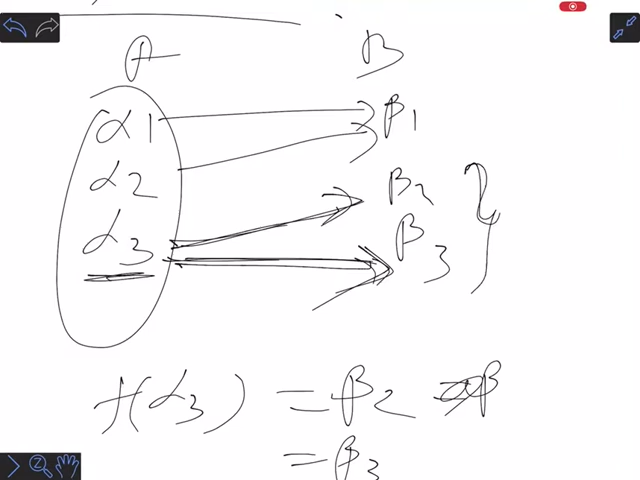 A B
α1 β1
α2
β2
α3 β3
f(α3) = β2
= β3